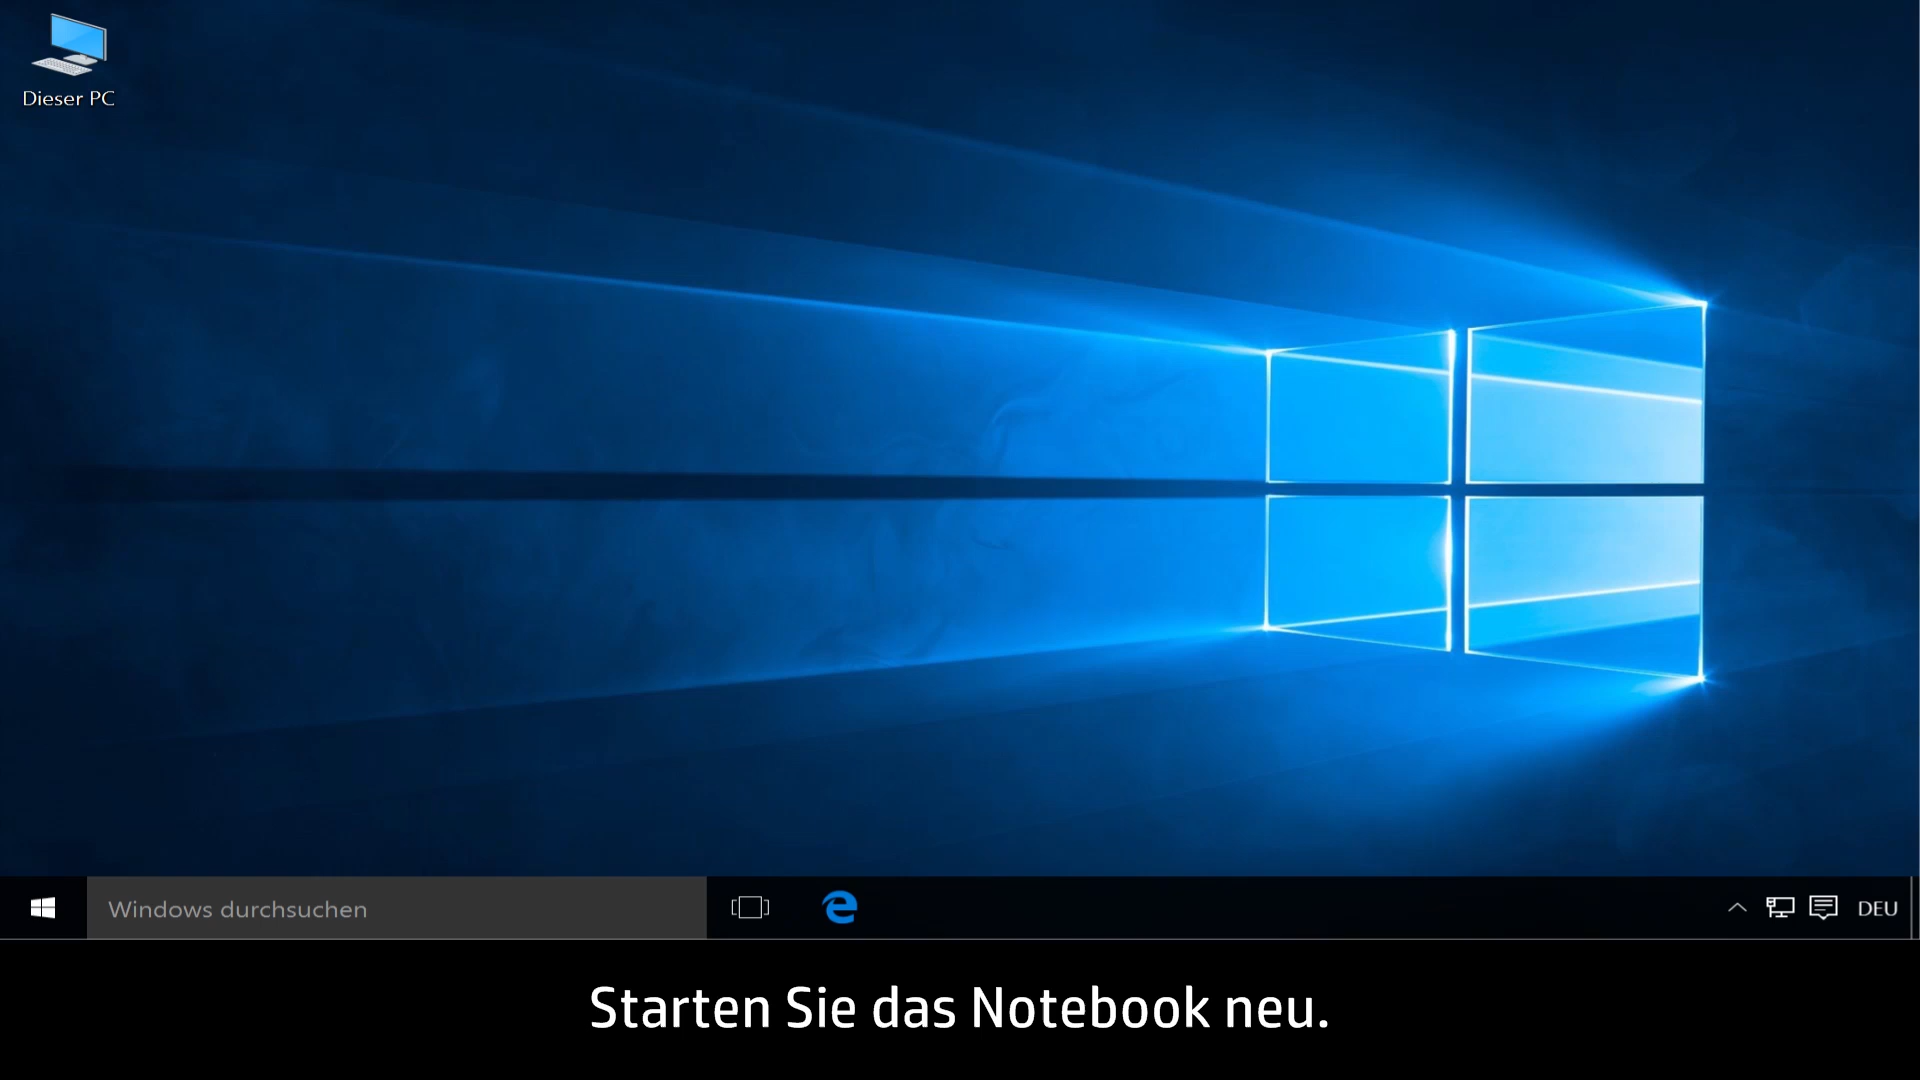 Dieser PC
Windows durchsuchen
DEU
Starten Sie das Notebook neu.